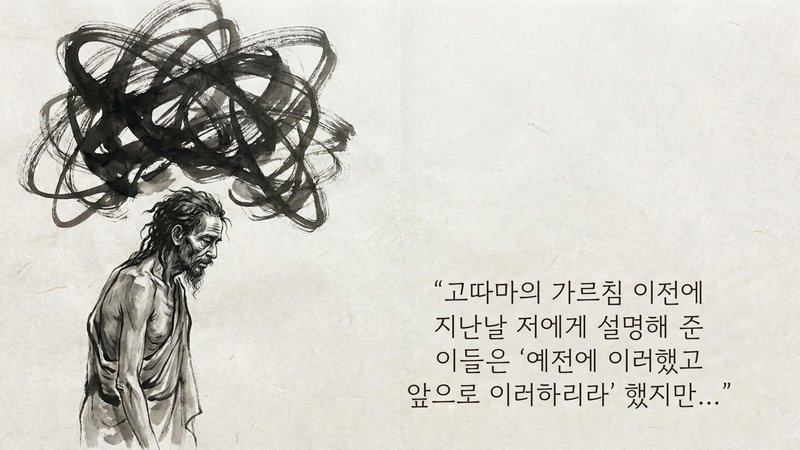 “고따마의 가르침 이전에
지난날 저에게 설명해 준
이들은 ‘예전에 이러했고
앞으로 이러하리라’ 했지만...”